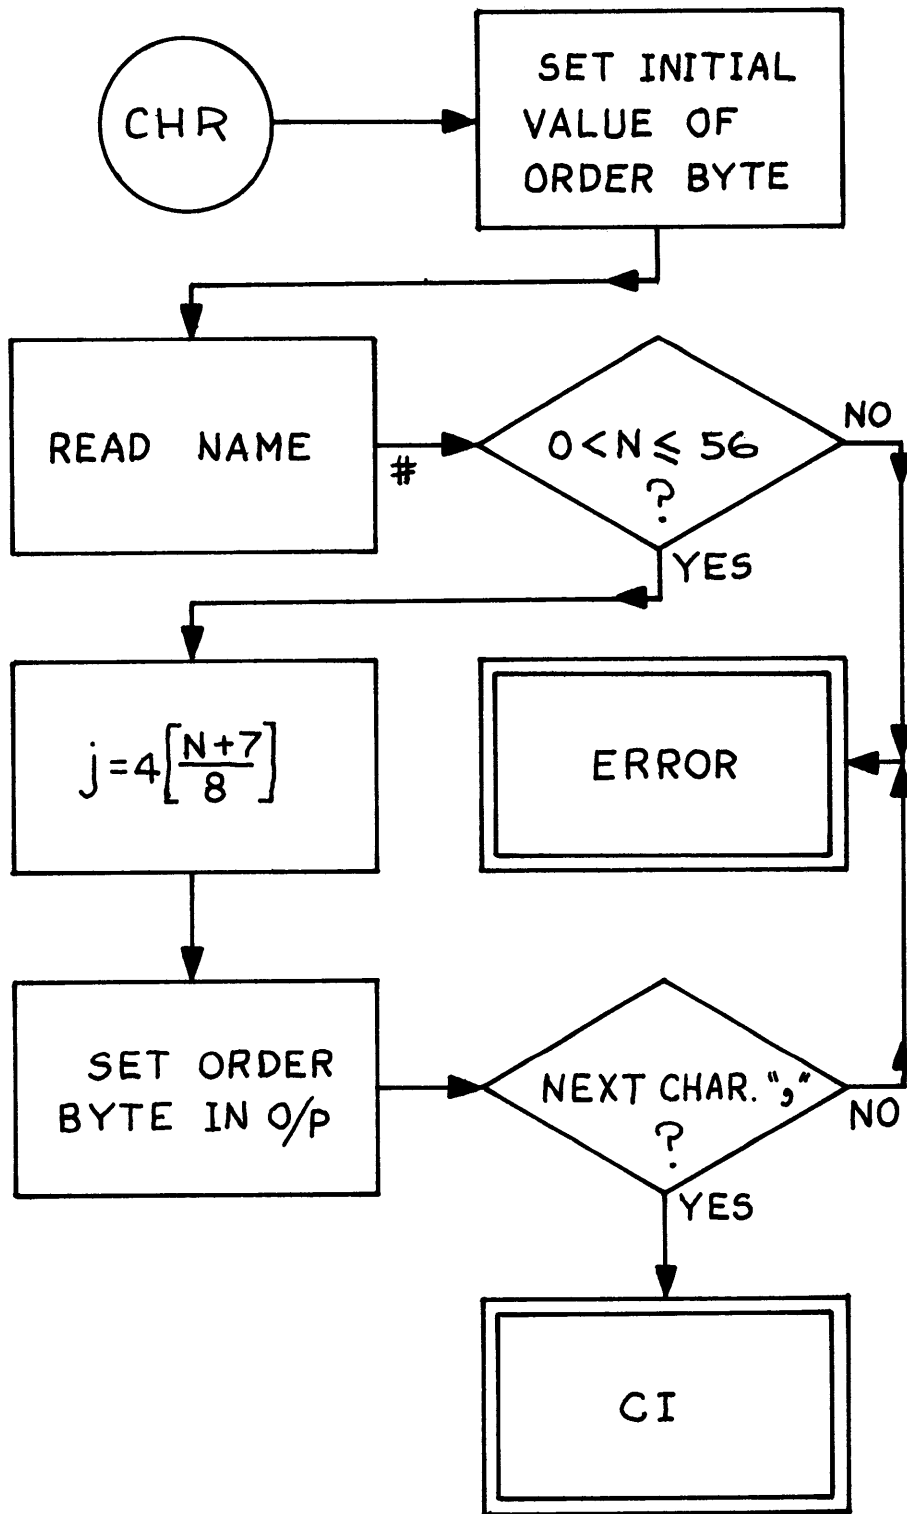 CHR
SET INITIAL
VALUE OF
ORDER BYTE
READ NAME
#
0 < N ≤ 56
?
NO
YES
j = 4[(N+7)/8]
ERROR
SET ORDER
BYTE IN O/P
NEXT CHAR. ","
?
NO
YES
CI